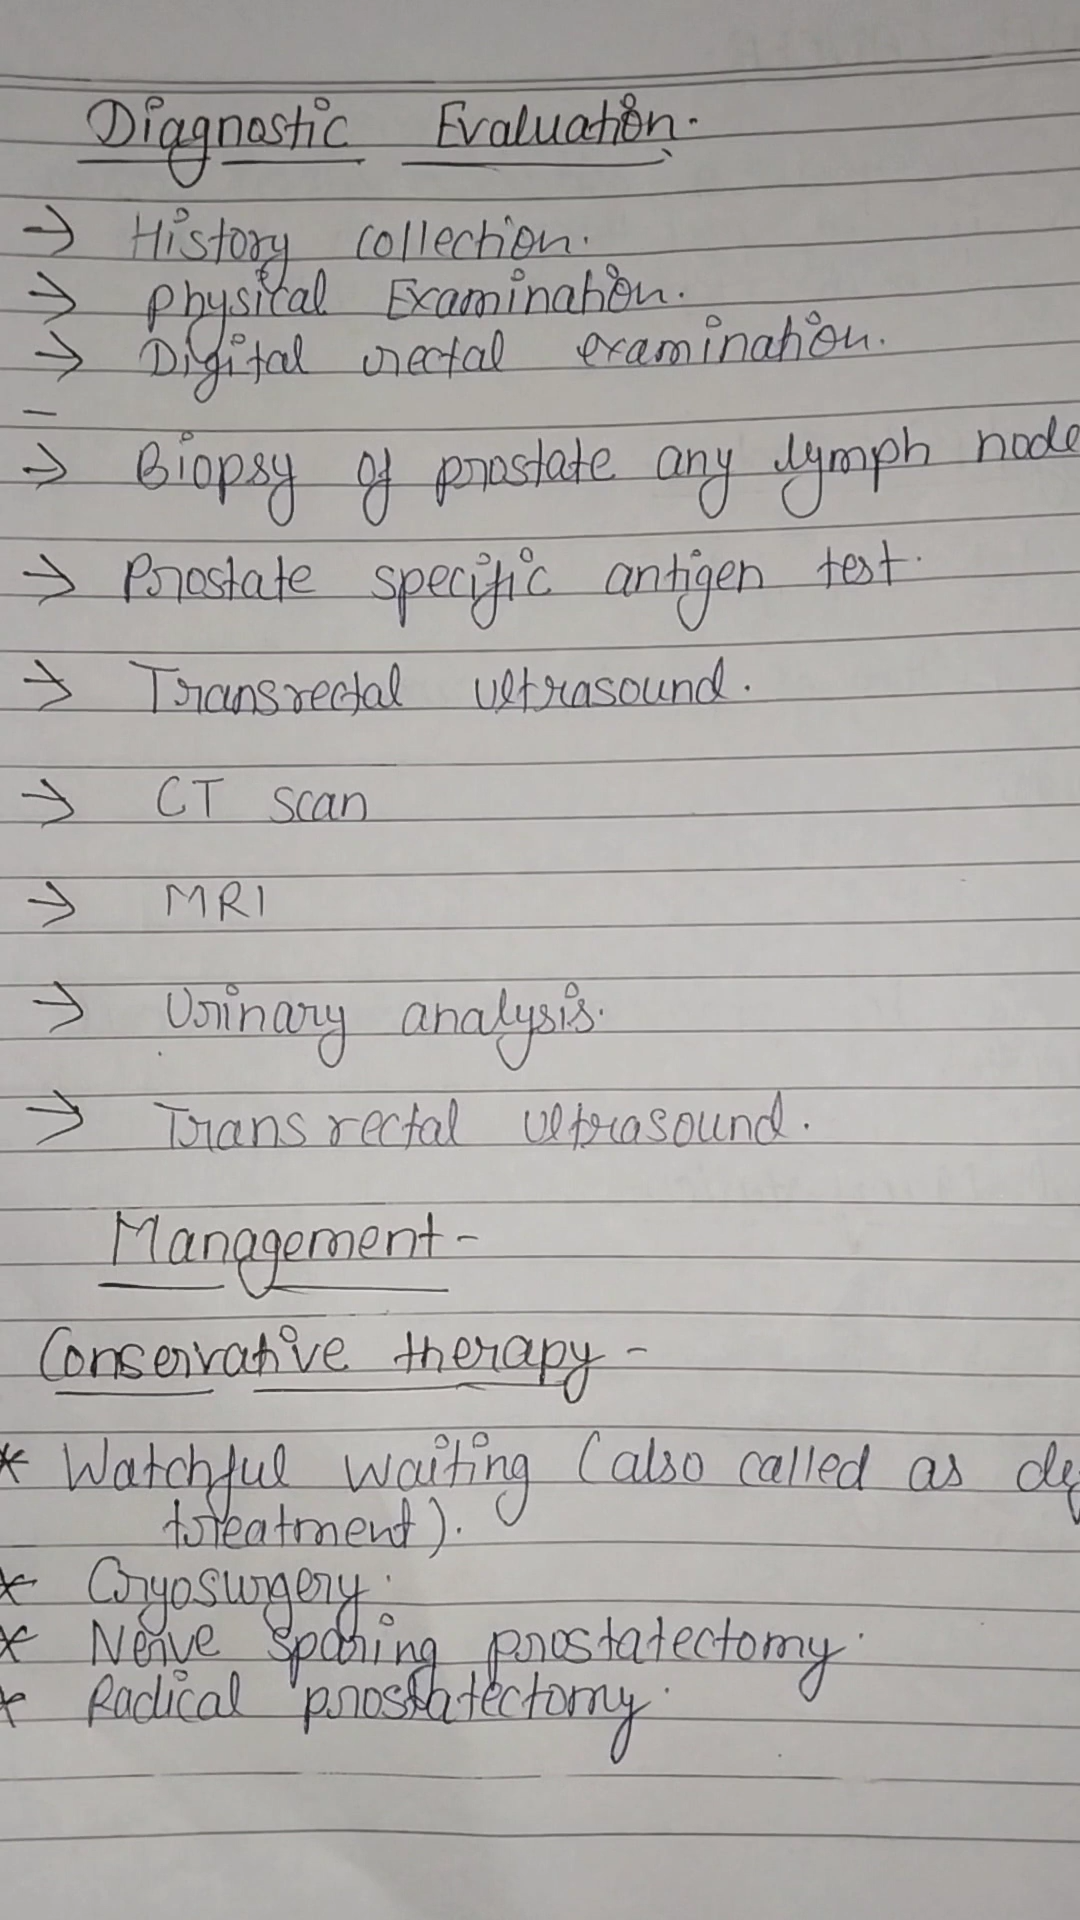 Diagnostic Evaluation.
→ History collection.
→ Physical Examination.
→ Digital rectal examination.
–
→ Biopsy of prostate any lymph node
→ Prostate specific antigen test.
→ Transrectal ultrasound.
→ CT scan
→ MRI
→ Urinary analysis.
→ Trans rectal ultrasound.
Management -
Conservative therapy -
* Watchful waiting (also called as
treatment).
* Cryosurgery.
* Nerve sparing prostatectomy.
* Radical prostatectomy.